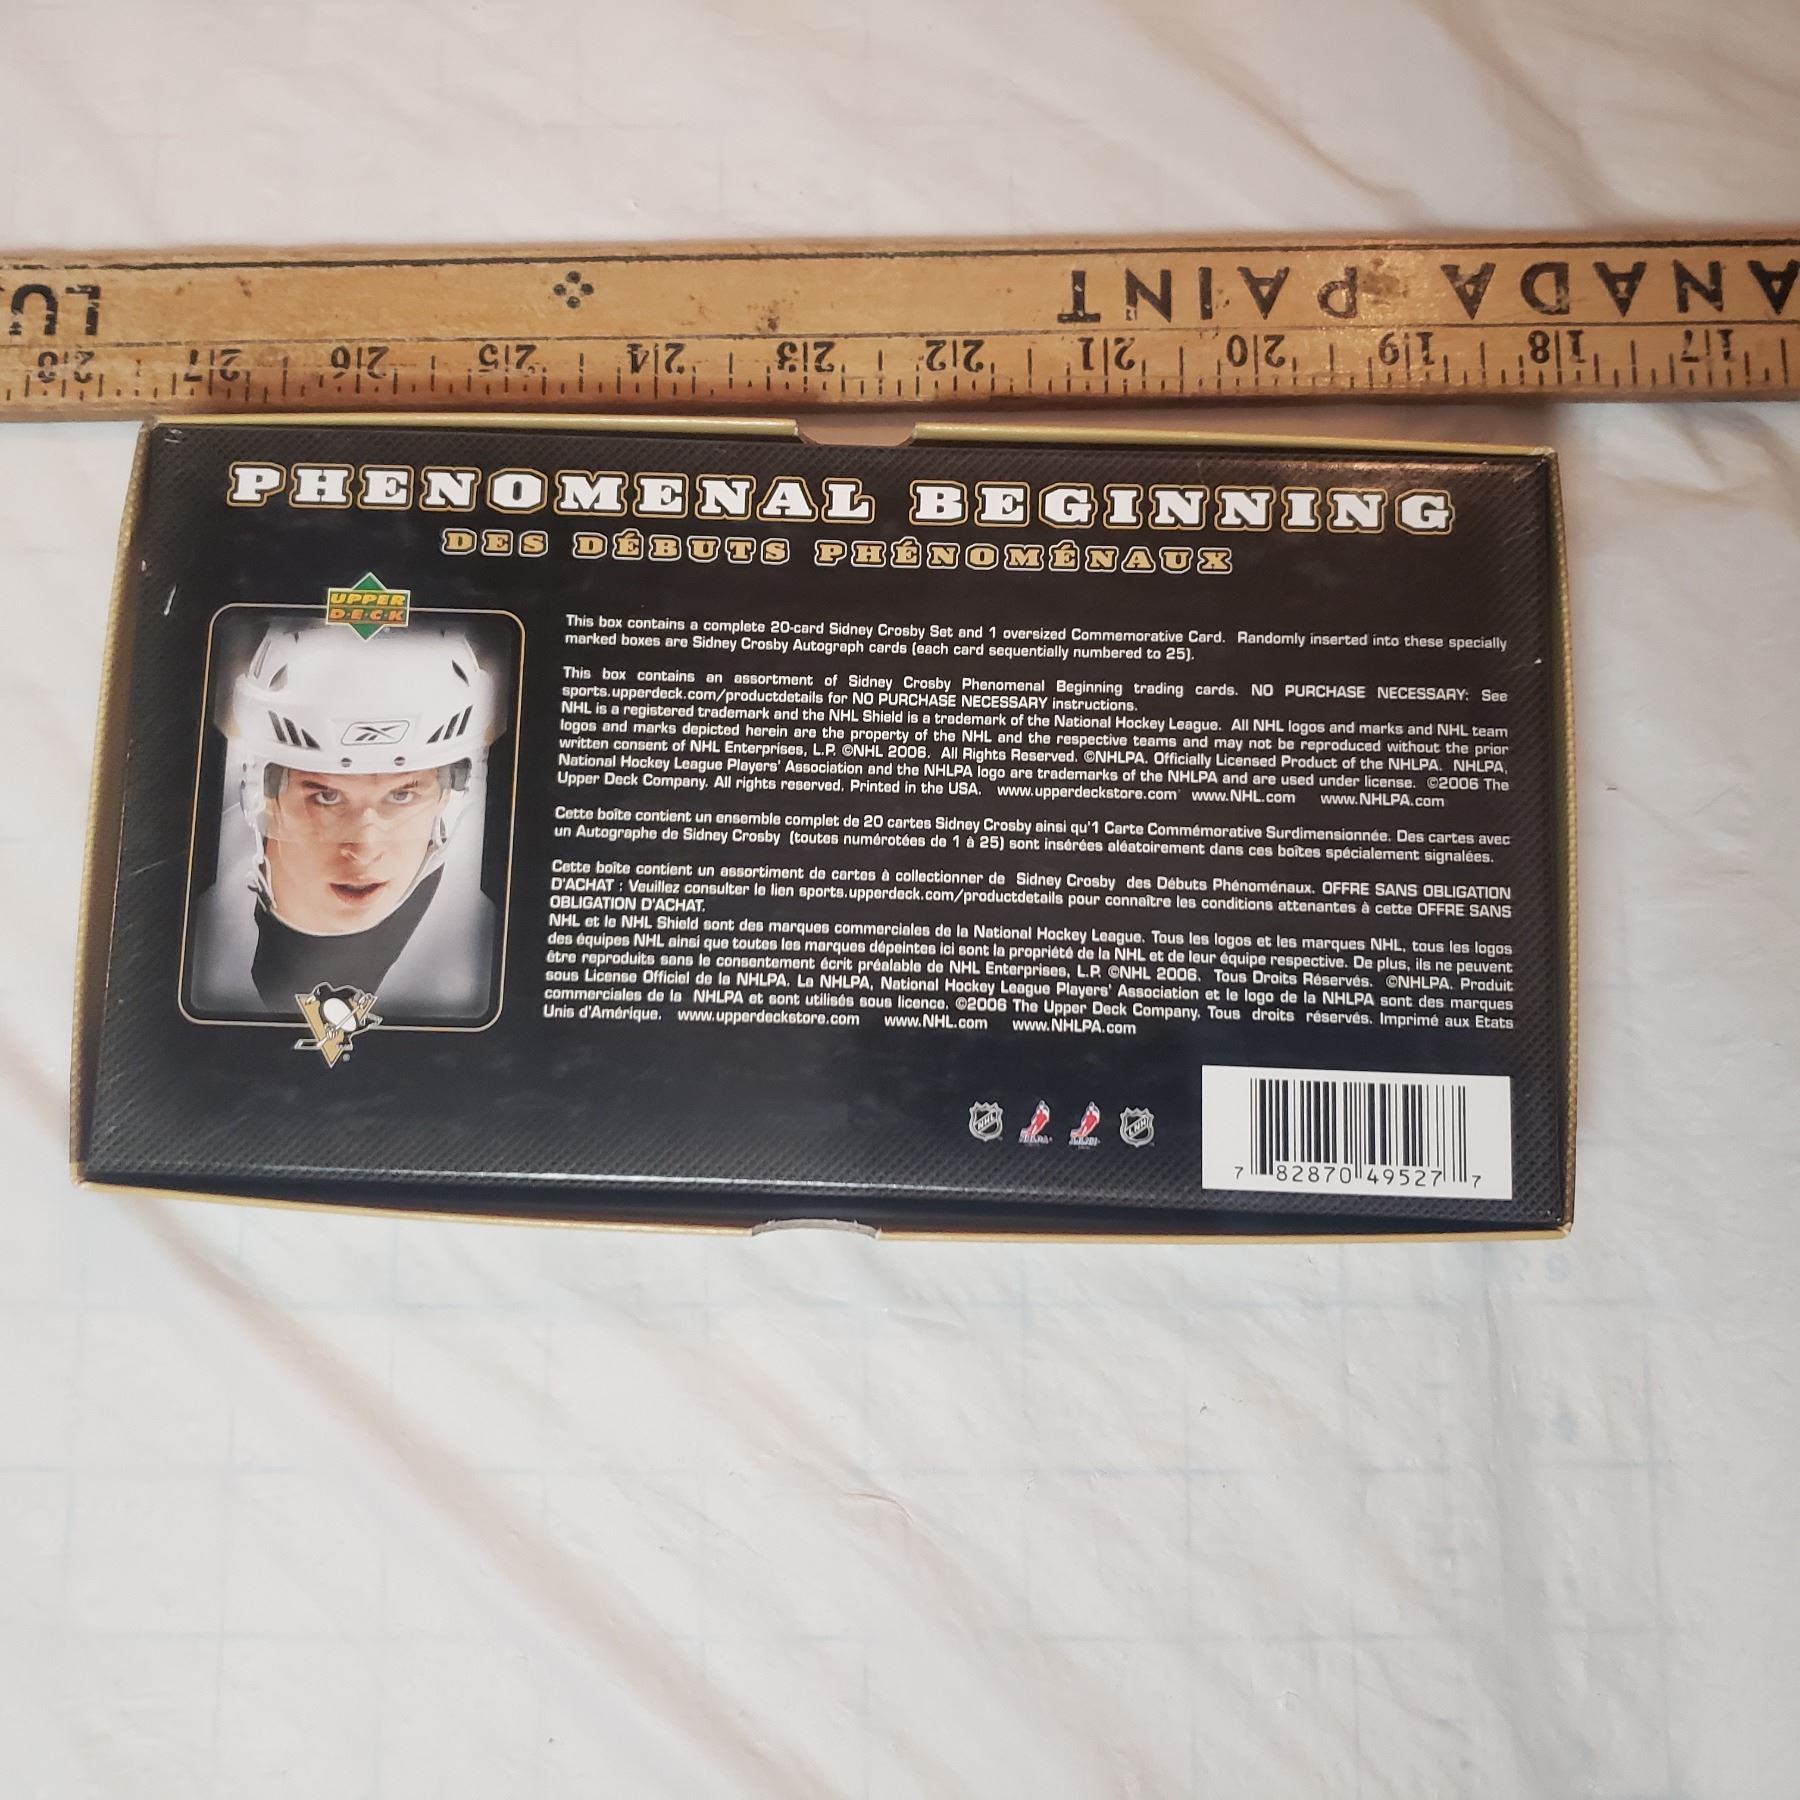 LU
ANADA PAINT
28 27 26 25 24 23 22 21 20 19 18 17
PHENOMENAL BEGINNING
DES DÉBUTS PHÉNOMÉNAUX
UPPER
D·E·C·K
This box contains a complete 20-card Sidney Crosby Set and 1 oversized Commemorative Card. Randomly inserted into these specially
marked boxes are Sidney Crosby Autograph cards (each card sequentially numbered to 25).
This box contains an assortment of Sidney Crosby Phenomenal Beginning trading cards. NO PURCHASE NECESSARY: See
sports.upperdeck.com/productdetails for NO PURCHASE NECESSARY instructions.
NHL is a registered trademark and the NHL Shield is a trademark of the National Hockey League. All NHL logos and marks and NHL team
logos and marks depicted herein are the property of the NHL and the respective teams and may not be reproduced without the prior
written consent of NHL Enterprises, L.P. ©NHL 2006. All Rights Reserved. ©NHLPA. Officially Licensed Product of the NHLPA. NHLPA,
National Hockey League Players' Association and the NHLPA logo are trademarks of the NHLPA and are used under license. ©2006 The
Upper Deck Company. All rights reserved. Printed in the USA. www.upperdeckstore.com www.NHL.com www.NHLPA.com
Cette boîte contient un ensemble complet de 20 cartes Sidney Crosby ainsi qu'1 Carte Commémorative Surdimensionnée. Des cartes avec
un Autographe de Sidney Crosby (toutes numérotées de 1 à 25) sont insérées aléatoirement dans ces boîtes spécialement signalées.
Cette boîte contient un assortiment de cartes à collectionner de Sidney Crosby des Débuts Phénoménaux. OFFRE SANS OBLIGATION
D'ACHAT : Veuillez consulter le lien sports.upperdeck.com/productdetails pour connaître les conditions attenantes à cette OFFRE SANS
OBLIGATION D'ACHAT.
NHL et le NHL Shield sont des marques commerciales de la National Hockey League. Tous les logos et les marques NHL, tous les logos
des équipes NHL ainsi que toutes les marques dépeintes ici sont la propriété de la NHL et de leur équipe respective. De plus, ils ne peuvent
être reproduits sans le consentement écrit préalable de NHL Enterprises, L.P. ©NHL 2006. Tous Droits Réservés. ©NHLPA. Produit
sous License Officiel de la NHLPA. La NHLPA, National Hockey League Players' Association et le logo de la NHLPA sont des marques
commerciales de la NHLPA et sont utilisés sous licence. ©2006 The Upper Deck Company. Tous droits réservés. Imprimé aux Etats
Unis d'Amérique. www.upperdeckstore.com www.NHL.com www.NHLPA.com
NHL NHLPA LNH
7 82870 49527 7